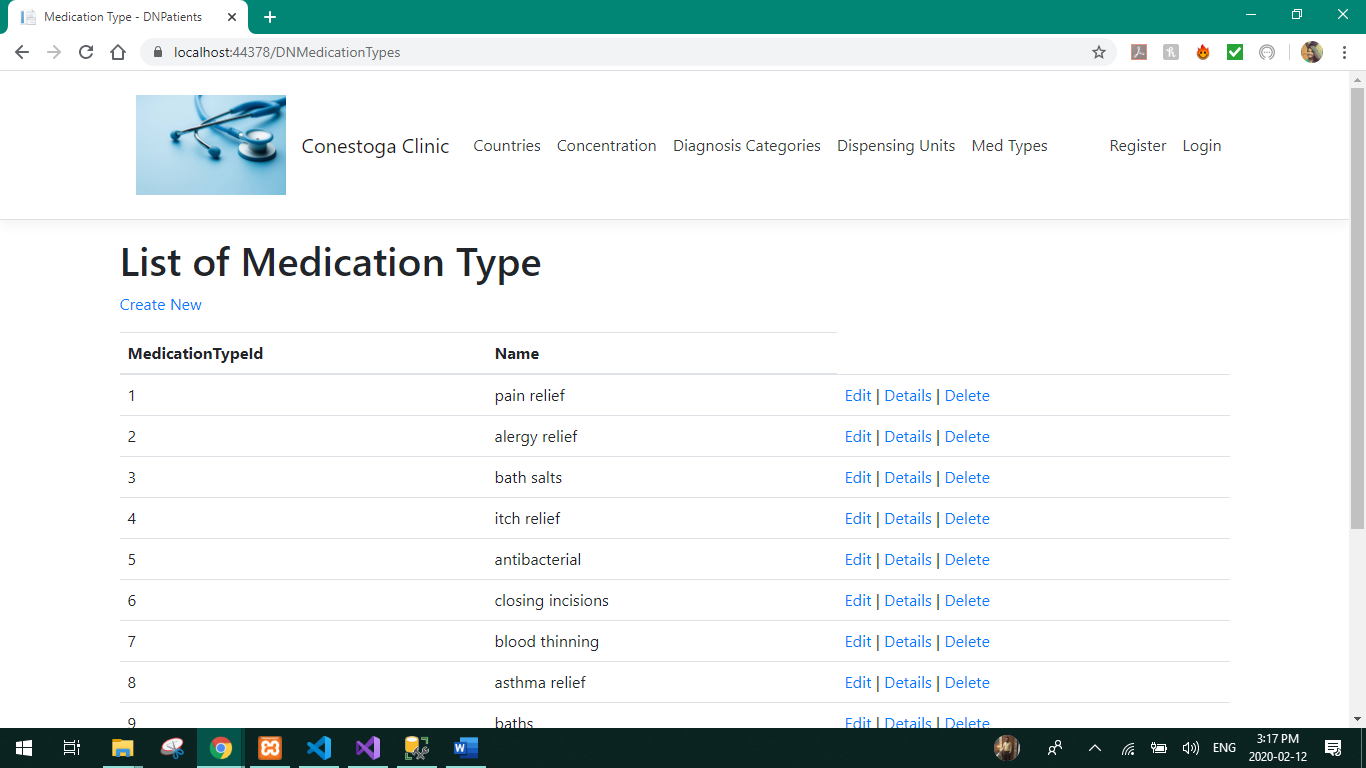 Medication Type - DNPatients
localhost:44378/DNMedicationTypes
Conestoga Clinic Countries Concentration Diagnosis Categories Dispensing Units Med Types Register Login
List of Medication Type
Create New
MedicationTypeId Name
1 pain relief Edit | Details | Delete
2 alergy relief Edit | Details | Delete
3 bath salts Edit | Details | Delete
4 itch relief Edit | Details | Delete
5 antibacterial Edit | Details | Delete
6 closing incisions Edit | Details | Delete
7 blood thinning Edit | Details | Delete
8 asthma relief Edit | Details | Delete
9 baths Edit | Details | Delete
ENG 3:17 PM
2020-02-12